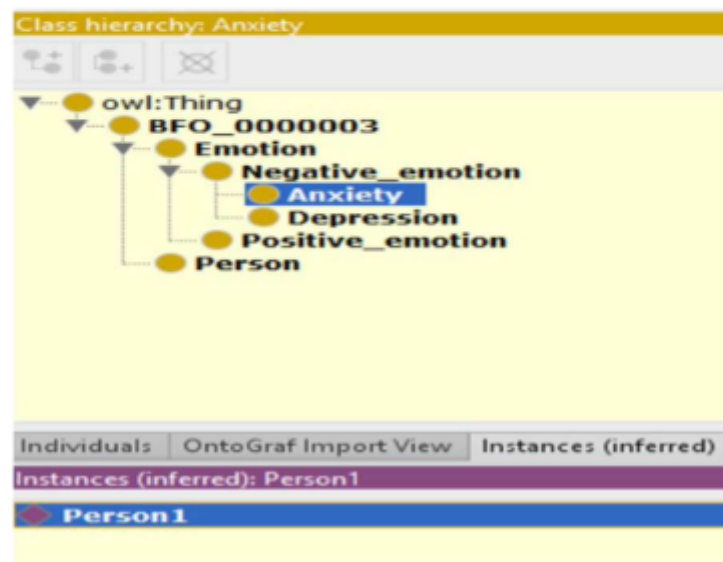 Class hierarchy: Anxiety
owl:Thing
BFO_0000003
Emotion
Negative_emotion
Anxiety
Depression
Positive_emotion
Person
Individuals OntoGraf Import View Instances (inferred)
Instances (inferred): Person1
Person1